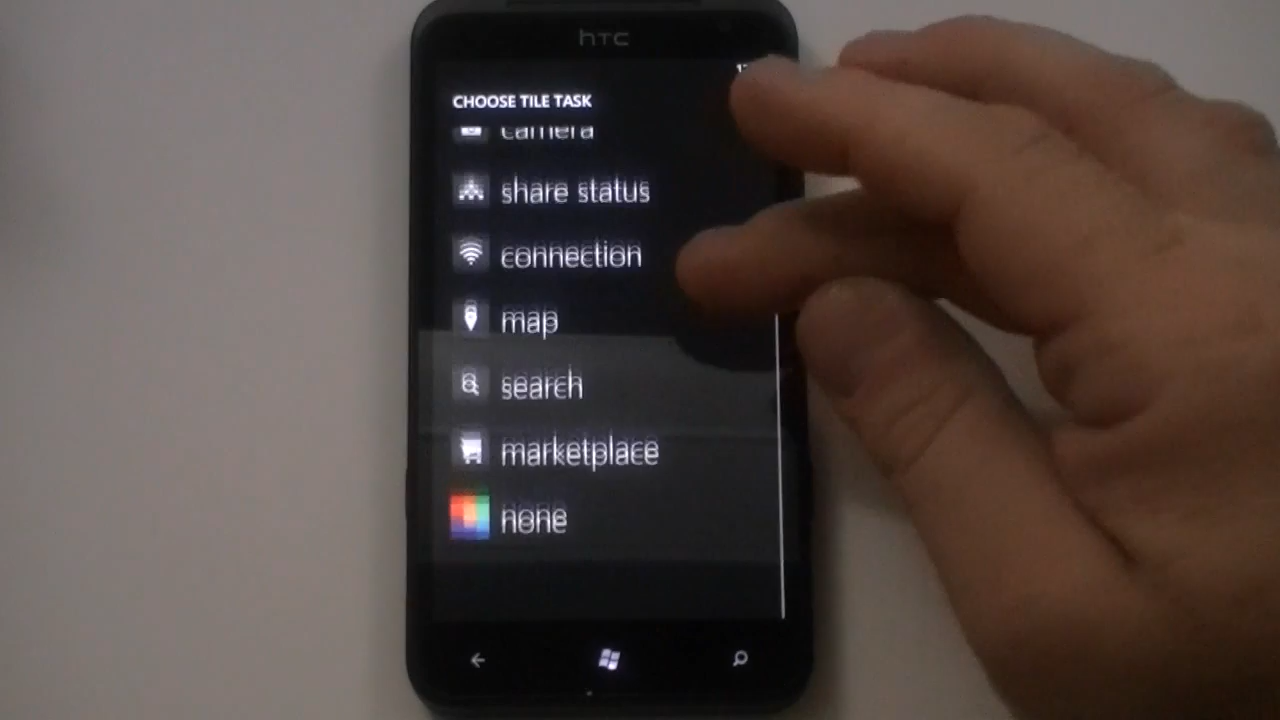 hTC
CHOOSE TILE TASK
camera
share status
connection
map
search
marketplace
none